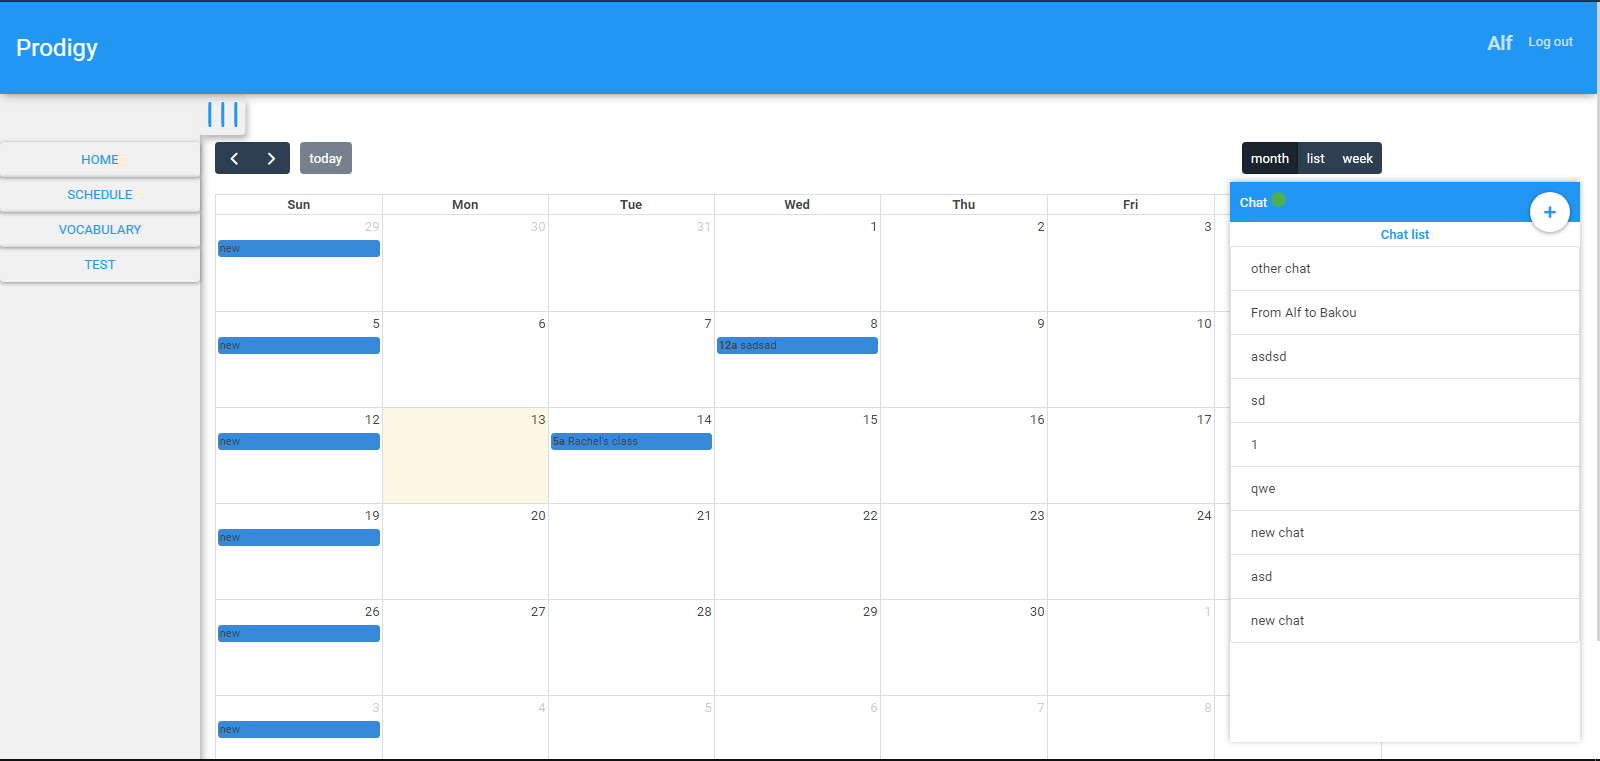 Prodigy
Alf Log out
HOME
SCHEDULE
VOCABULARY
TEST
today
month list week
Sun Mon Tue Wed Thu Fri
29 30 31 1 2 3
new
5 6 7 8 9 10
new 12a sadsad
12 13 14 15 16 17
new 5a Rachel's class
19 20 21 22 23 24
new
26 27 28 29 30 1
new
3 4 5 6 7 8
new
Chat
+
Chat list
other chat
From Alf to Bakou
asdsd
sd
1
qwe
new chat
asd
new chat